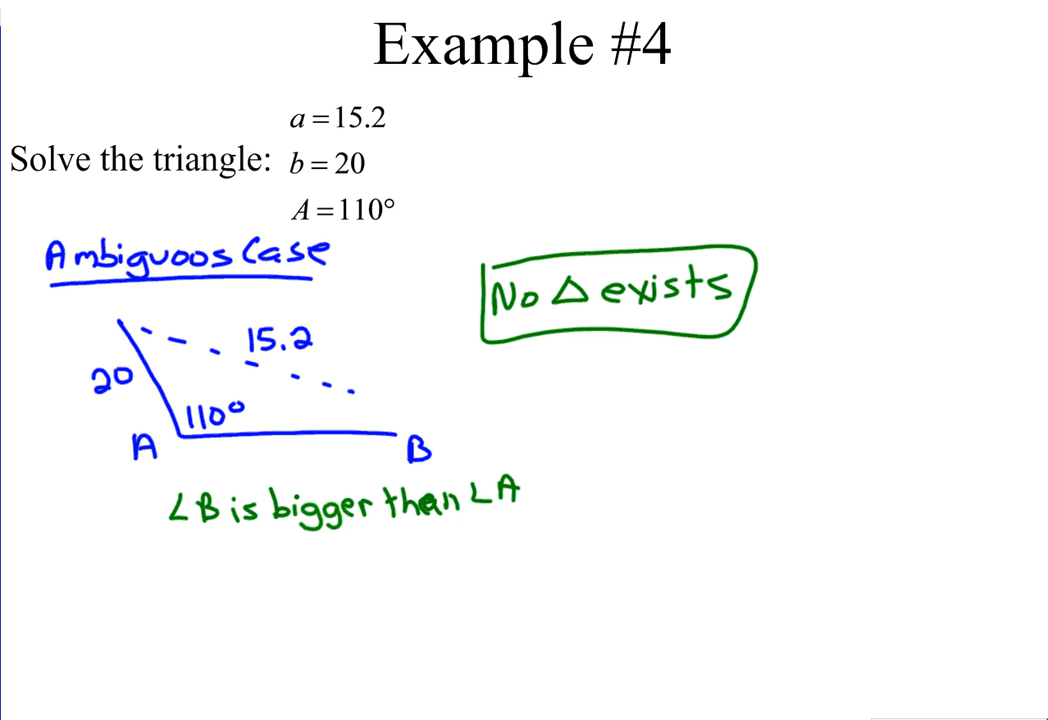 Example #4
a = 15.2
Solve the triangle: b = 20
A = 110°
Ambiguous Case
No △ exists
15.2
20
110°
A
B
∠B is bigger than ∠A